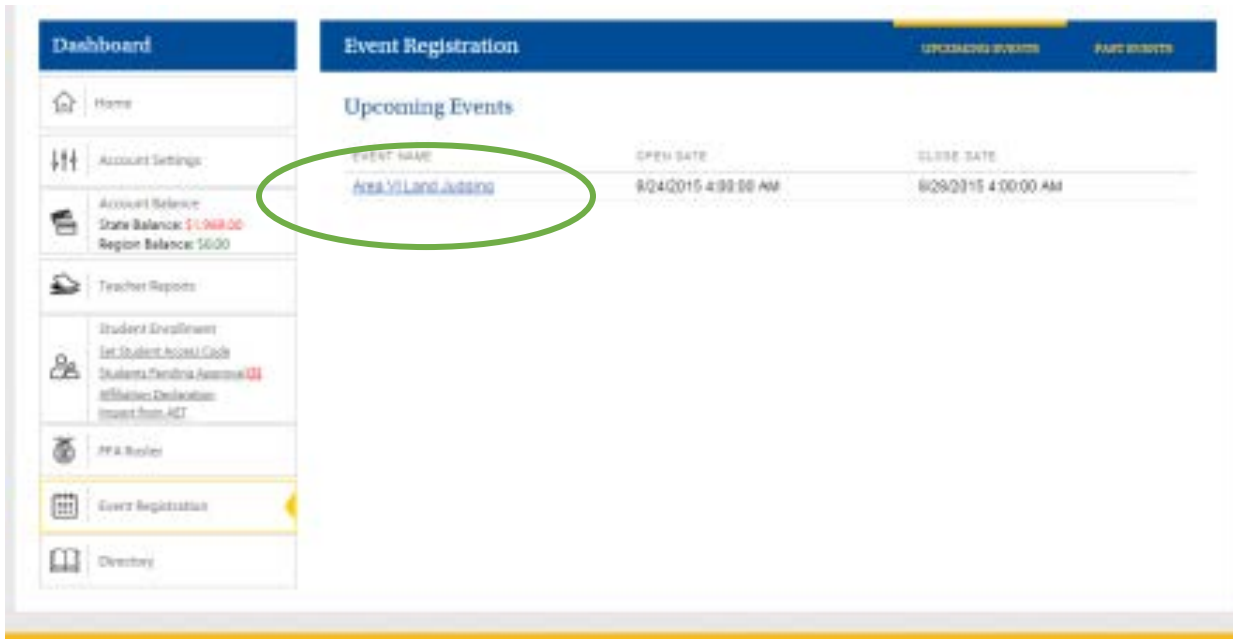 Dashboard
Home
Account Settings
Account Balance
State Balance: $1,969.00
Region Balance: $0.00
Teacher Reports
Student Enrollment
Set Student Access Code
Students Pending Approval
Affiliation Declaration
Import from AET
FFA Roster
Event Registration
Directory
Event Registration
UPCOMING EVENTS
PAST EVENTS
Upcoming Events
EVENT NAME
OPEN DATE
CLOSE DATE
Area VI Land Judging
9/24/2015 4:00:00 AM
9/29/2015 4:00:00 AM